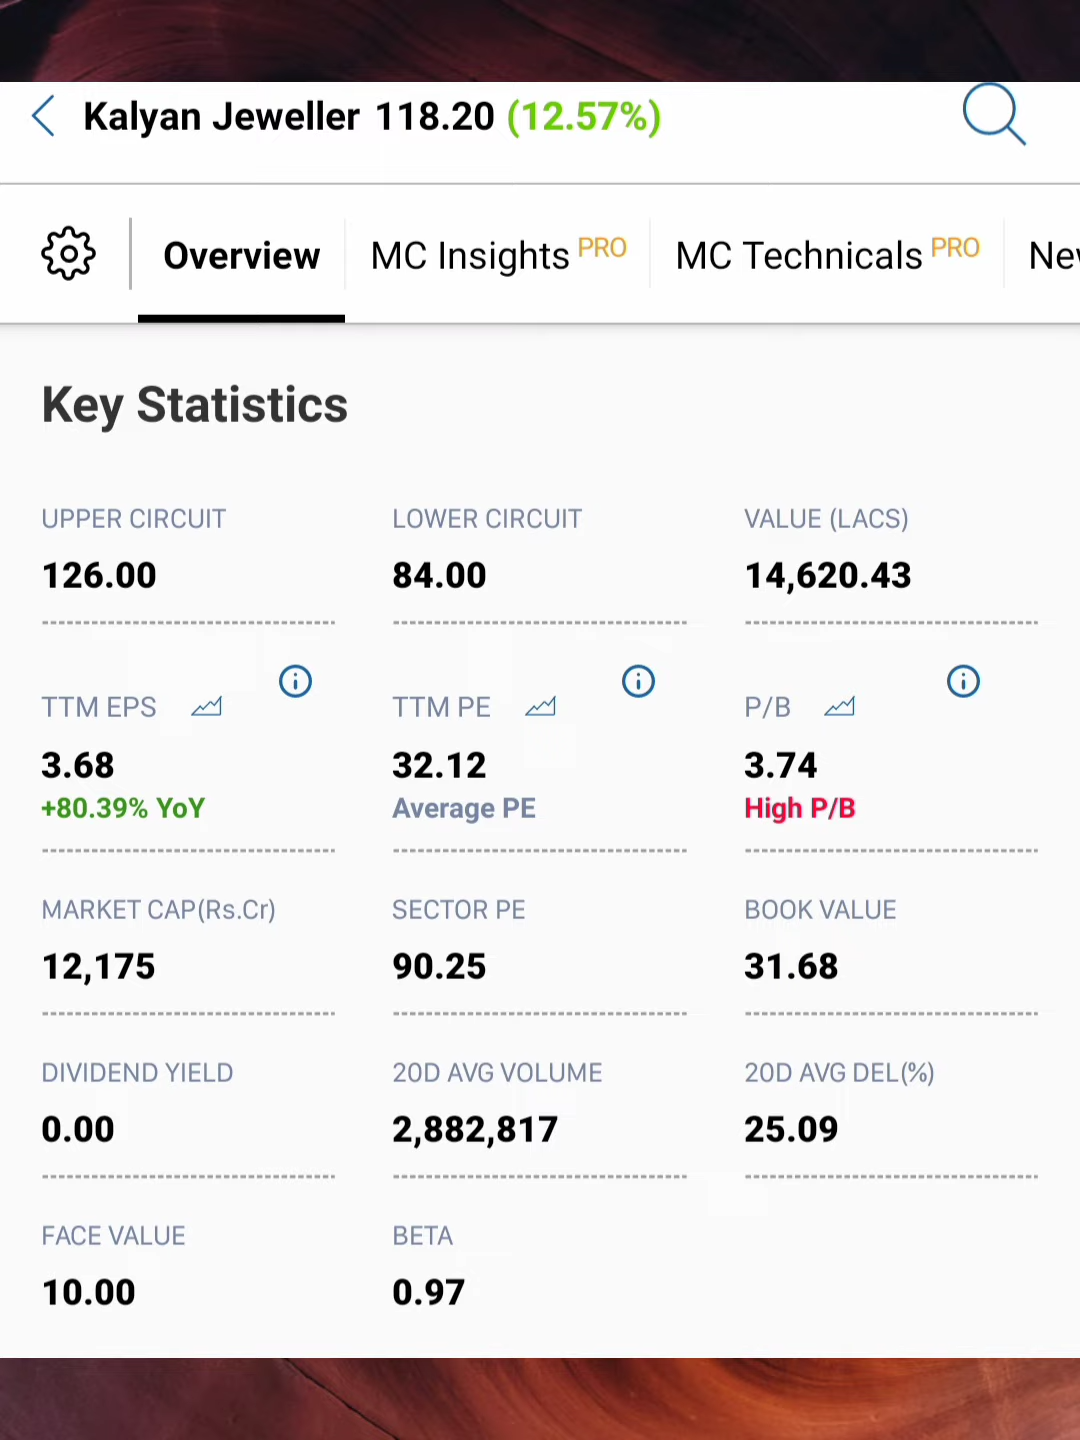 Kalyan Jeweller 118.20 (12.57%)
Overview MC Insights PRO MC Technicals PRO Nev
Key Statistics
UPPER CIRCUIT LOWER CIRCUIT VALUE (LACS)
126.00 84.00 14,620.43
TTM EPS TTM PE P/B
3.68 32.12 3.74
+80.39% YoY Average PE High P/B
MARKET CAP(Rs.Cr) SECTOR PE BOOK VALUE
12,175 90.25 31.68
DIVIDEND YIELD 20D AVG VOLUME 20D AVG DEL(%)
0.00 2,882,817 25.09
FACE VALUE BETA
10.00 0.97